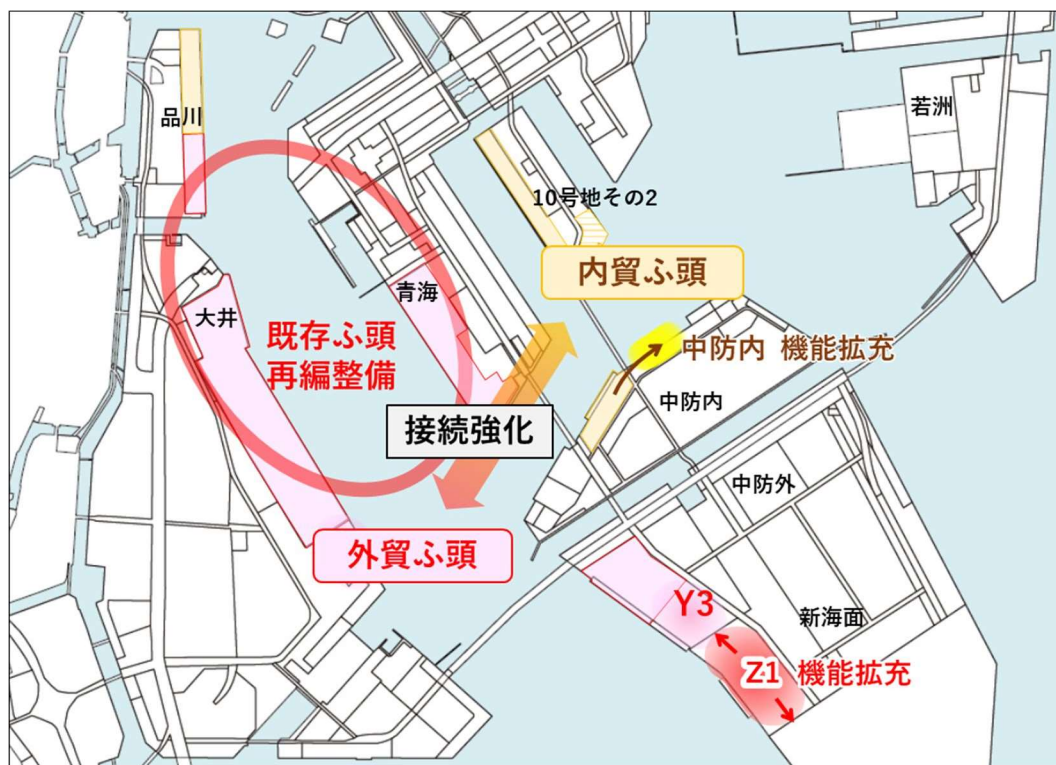 品川
若洲
10号地その2
内貿ふ頭
青海
大井
既存ふ頭
再編整備
中防内 機能拡充
接続強化
中防内
中防外
外貿ふ頭
Y3
新海面
Z1 機能拡充